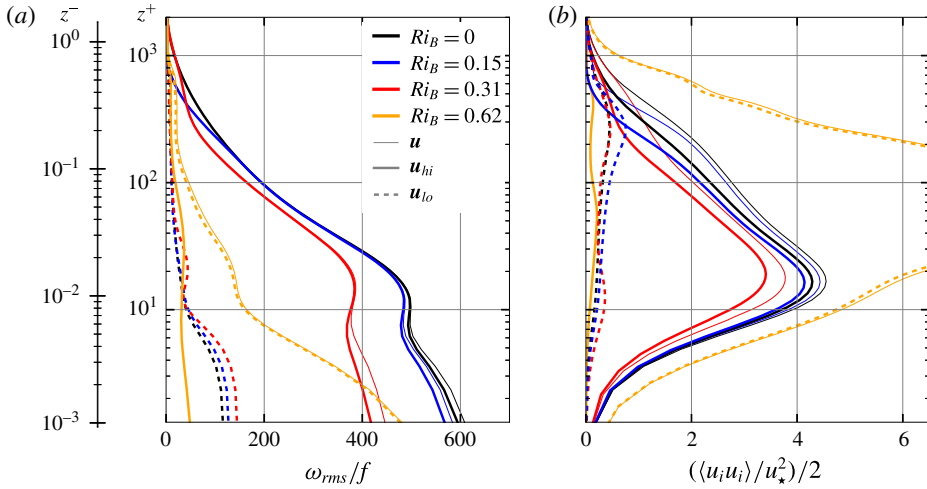 (a) z⁻ z⁺ (b)
10⁰
10³
10⁻¹
10²
10⁻²
10¹
10⁻³
Ri_B = 0
Ri_B = 0.15
Ri_B = 0.31
Ri_B = 0.62
u
u_hi
u_lo
0 200 400 600 0 2 4 6
ω_rms/f (⟨u_i u_i⟩/u_⋆²)/2